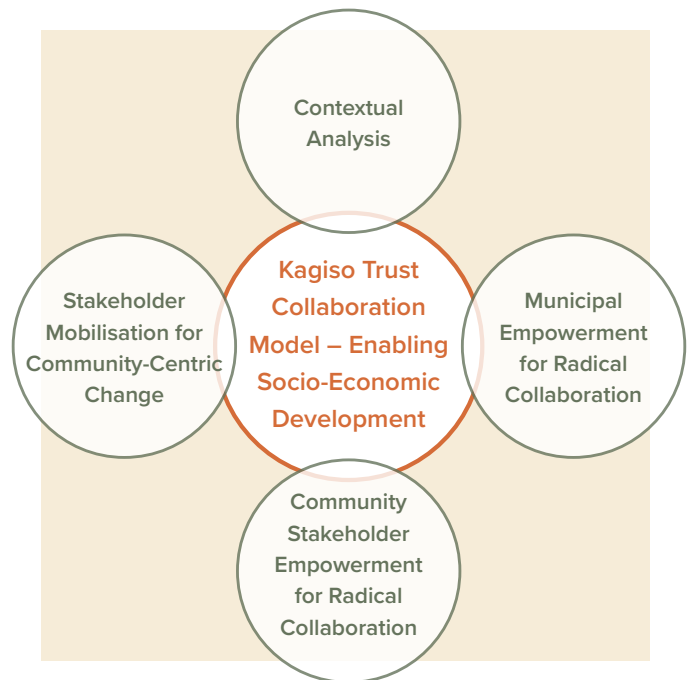 Contextual
Analysis
Kagiso Trust
Collaboration
Model – Enabling
Socio-Economic
Development
Stakeholder
Mobilisation for
Community-Centric
Change
Municipal
Empowerment
for Radical
Collaboration
Community
Stakeholder
Empowerment
for Radical
Collaboration